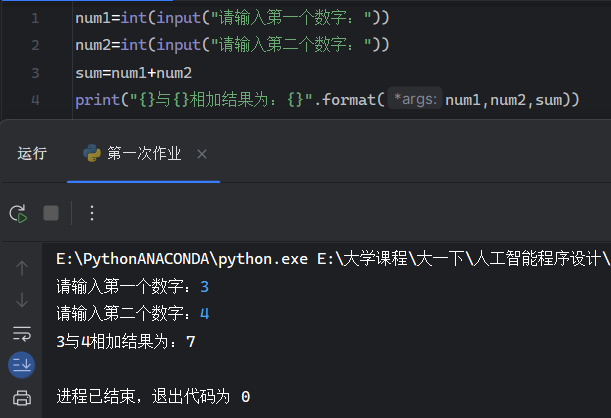 1 num1=int(input("请输入第一个数字："))
2 num2=int(input("请输入第二个数字："))
3 sum=num1+num2
4 print("{}与{}相加结果为：{}".format( *args: num1,num2,sum))
运行 第一次作业 ×
E:\PythonANACONDA\python.exe E:\大学课程\大一下\人工智能程序设计\
请输入第一个数字：3
请输入第二个数字：4
3与4相加结果为：7
进程已结束，退出代码为 0